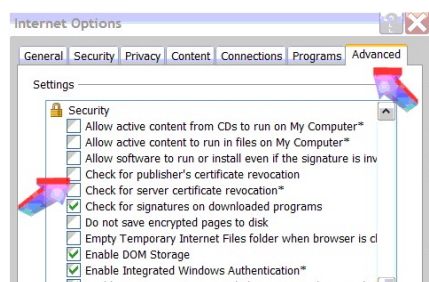 Internet Options
General Security Privacy Content Connections Programs Advanced
Settings
Security
Allow active content from CDs to run on My Computer*
Allow active content to run in files on My Computer*
Allow software to run or install even if the signature is inv
Check for publisher's certificate revocation
Check for server certificate revocation*
Check for signatures on downloaded programs
Do not save encrypted pages to disk
Empty Temporary Internet Files folder when browser is cl
Enable DOM Storage
Enable Integrated Windows Authentication*